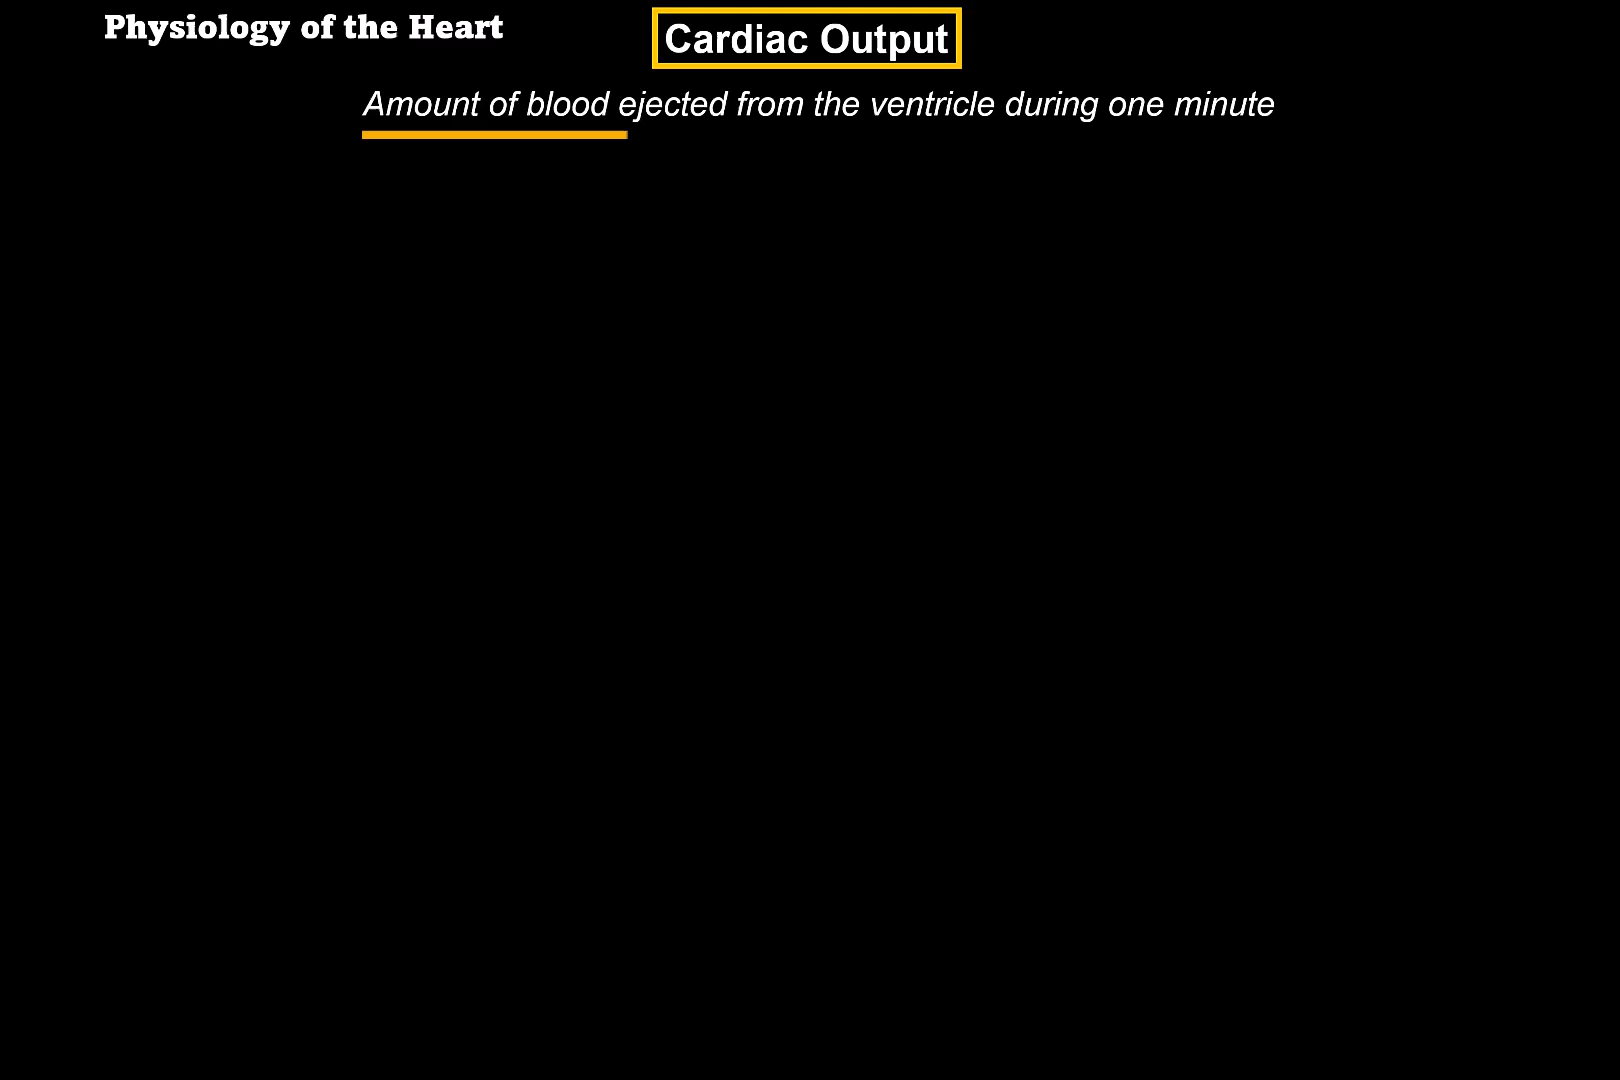 Physiology of the Heart
Cardiac Output
Amount of blood ejected from the ventricle during one minute